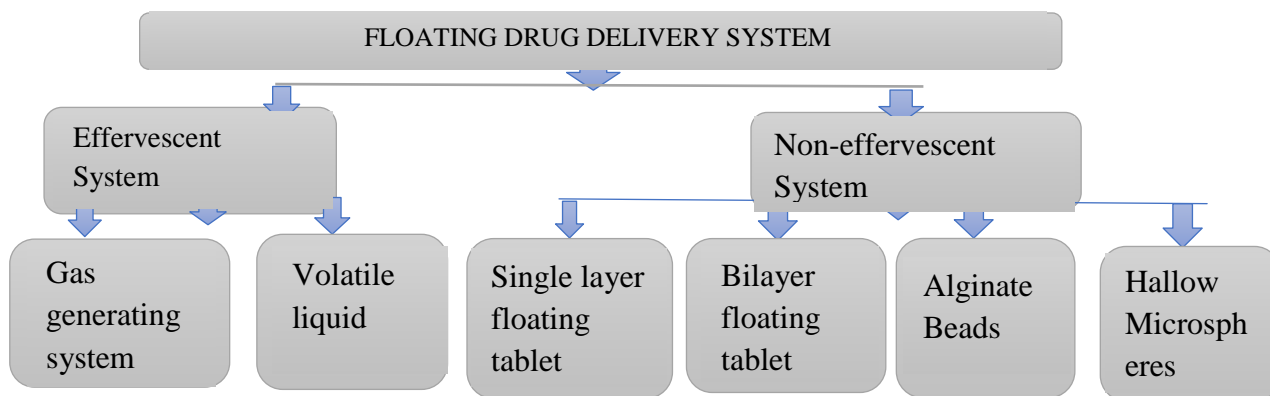 FLOATING DRUG DELIVERY SYSTEM
Effervescent
System
Non-effervescent
System
Gas
generating
system
Volatile
liquid
Single layer
floating
tablet
Bilayer
floating
tablet
Alginate
Beads
Hallow
Microsph
eres